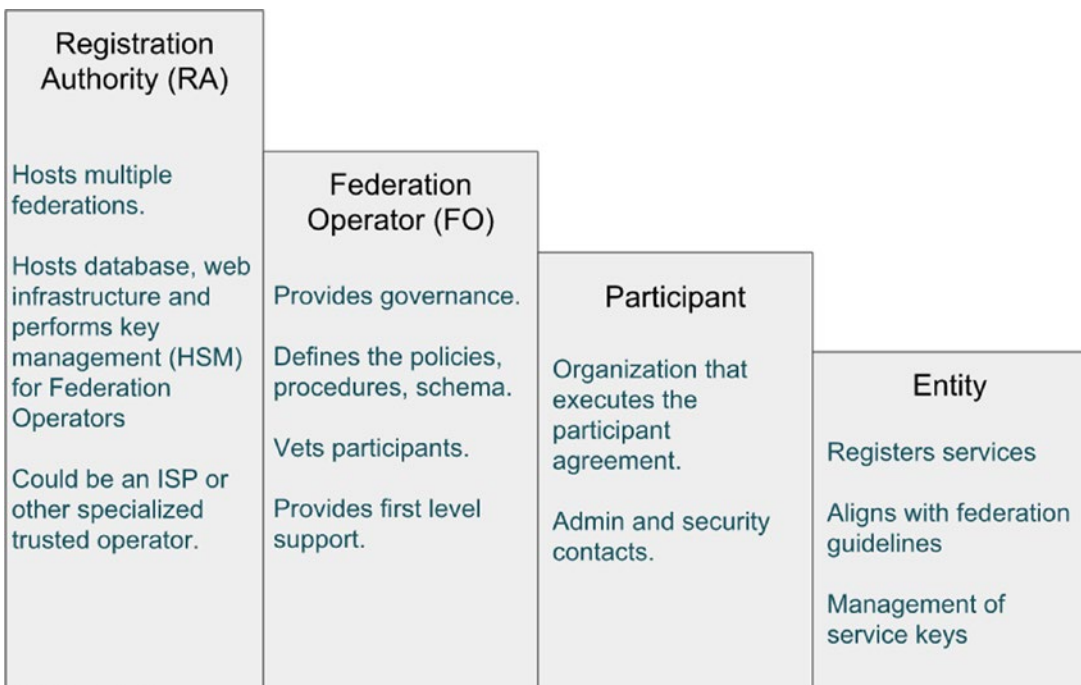 Registration
Authority (RA)
Hosts multiple
federations.
Hosts database, web
infrastructure and
performs key
management (HSM)
for Federation
Operators
Could be an ISP or
other specialized
trusted operator.
Federation
Operator (FO)
Provides governance.
Defines the policies,
procedures, schema.
Vets participants.
Provides first level
support.
Participant
Organization that
executes the
participant
agreement.
Admin and security
contacts.
Entity
Registers services
Aligns with federation
guidelines
Management of
service keys